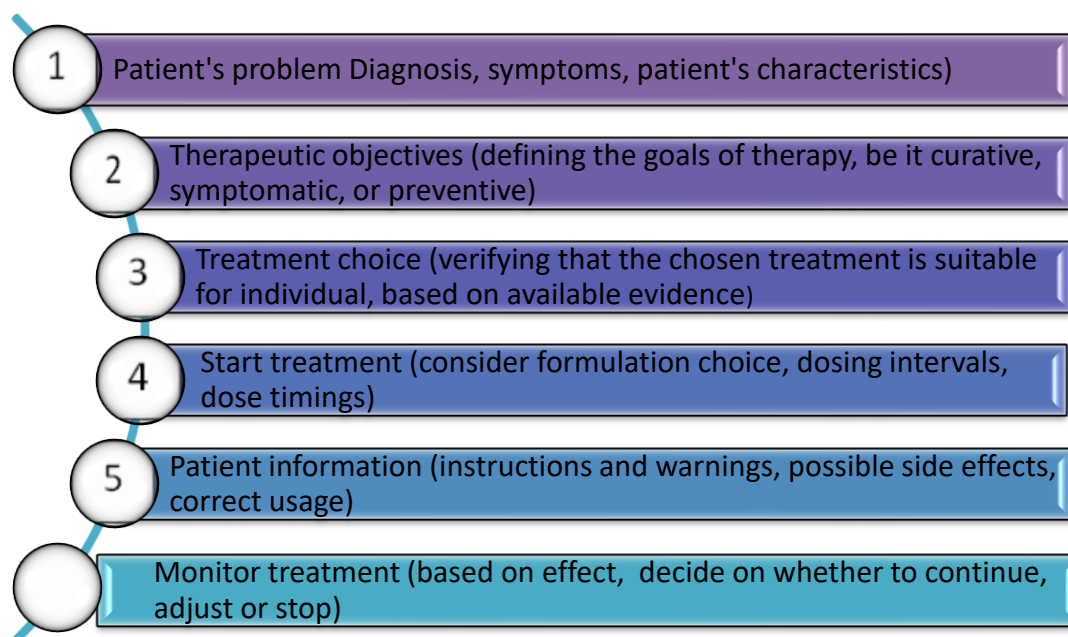 1
Patient's problem Diagnosis, symptoms, patient's characteristics)
2
Therapeutic objectives (defining the goals of therapy, be it curative,
symptomatic, or preventive)
3
Treatment choice (verifying that the chosen treatment is suitable
for individual, based on available evidence)
4
Start treatment (consider formulation choice, dosing intervals,
dose timings)
5
Patient information (instructions and warnings, possible side effects,
correct usage)
Monitor treatment (based on effect, decide on whether to continue,
adjust or stop)